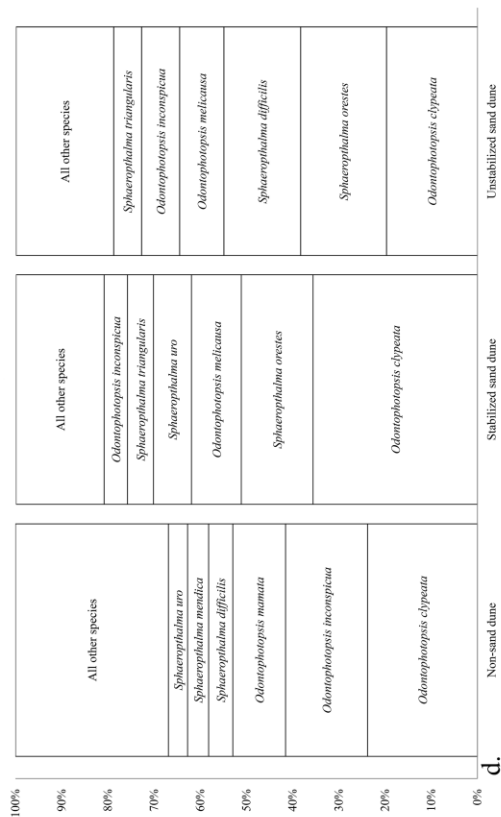 100%
90%
80%
70%
60%
50%
40%
30%
20%
10%
0%
All other species
Sphaeropthalma uro
Sphaeropthalma mendica
Sphaeropthalma difficilis
Odontophotopsis mamata
Odontophotopsis inconspicua
Odontophotopsis clypeata
Non-sand dune
All other species
Odontophotopsis inconspicua
Sphaeropthalma triangularis
Sphaeropthalma uro
Odontophotopsis melicausa
Sphaeropthalma orestes
Odontophotopsis clypeata
Stabilized sand dune
All other species
Sphaeropthalma triangularis
Odontophotopsis inconspicua
Odontophotopsis melicausa
Sphaeropthalma difficilis
Sphaeropthalma orestes
Odontophotopsis clypeata
Unstabilized sand dune
d.